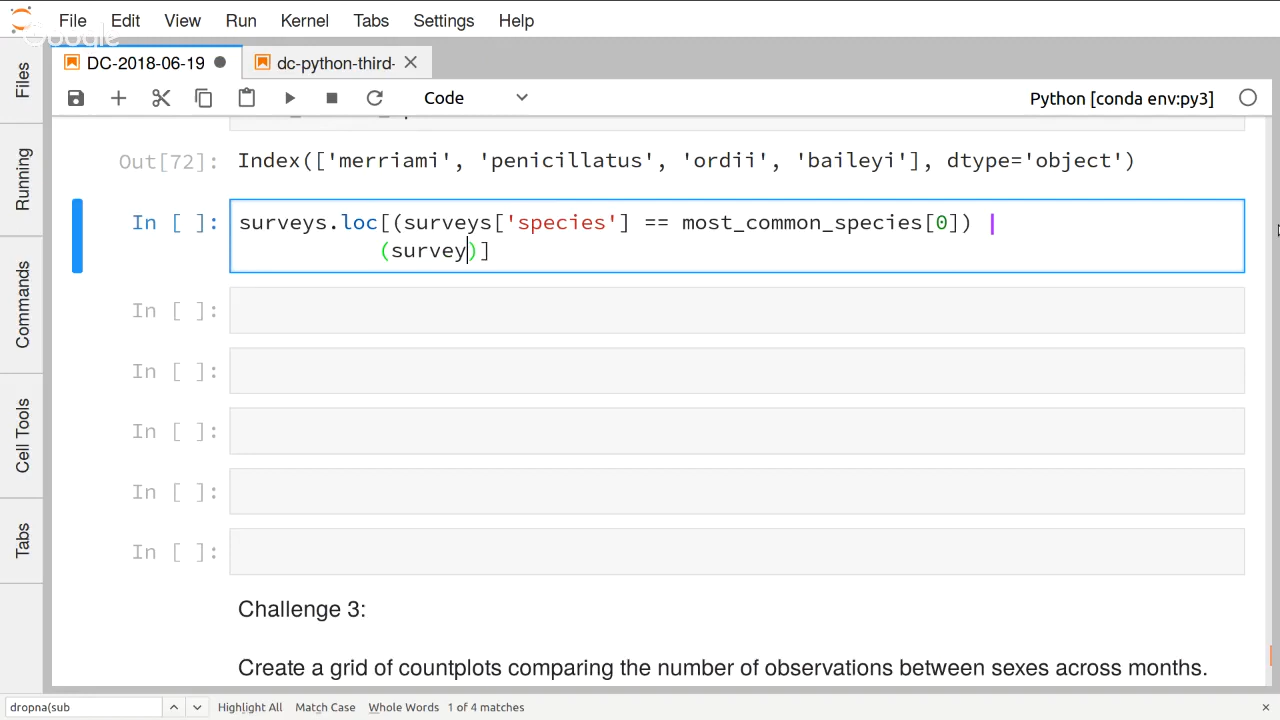 File Edit View Run Kernel Tabs Settings Help
Google
DC-2018-06-19 dc-python-third-
Code Python [conda env:py3]
Files
Running
Commands
Cell Tools
Tabs
Out[72]: Index(['merriami', 'penicillatus', 'ordii', 'baileyi'], dtype='object')
In [ ]: surveys.loc[(surveys['species'] == most_common_species[0]) |
(survey)]
In [ ]:
In [ ]:
In [ ]:
In [ ]:
In [ ]:
Challenge 3:
Create a grid of countplots comparing the number of observations between sexes across months.
dropna(sub Highlight All Match Case Whole Words 1 of 4 matches